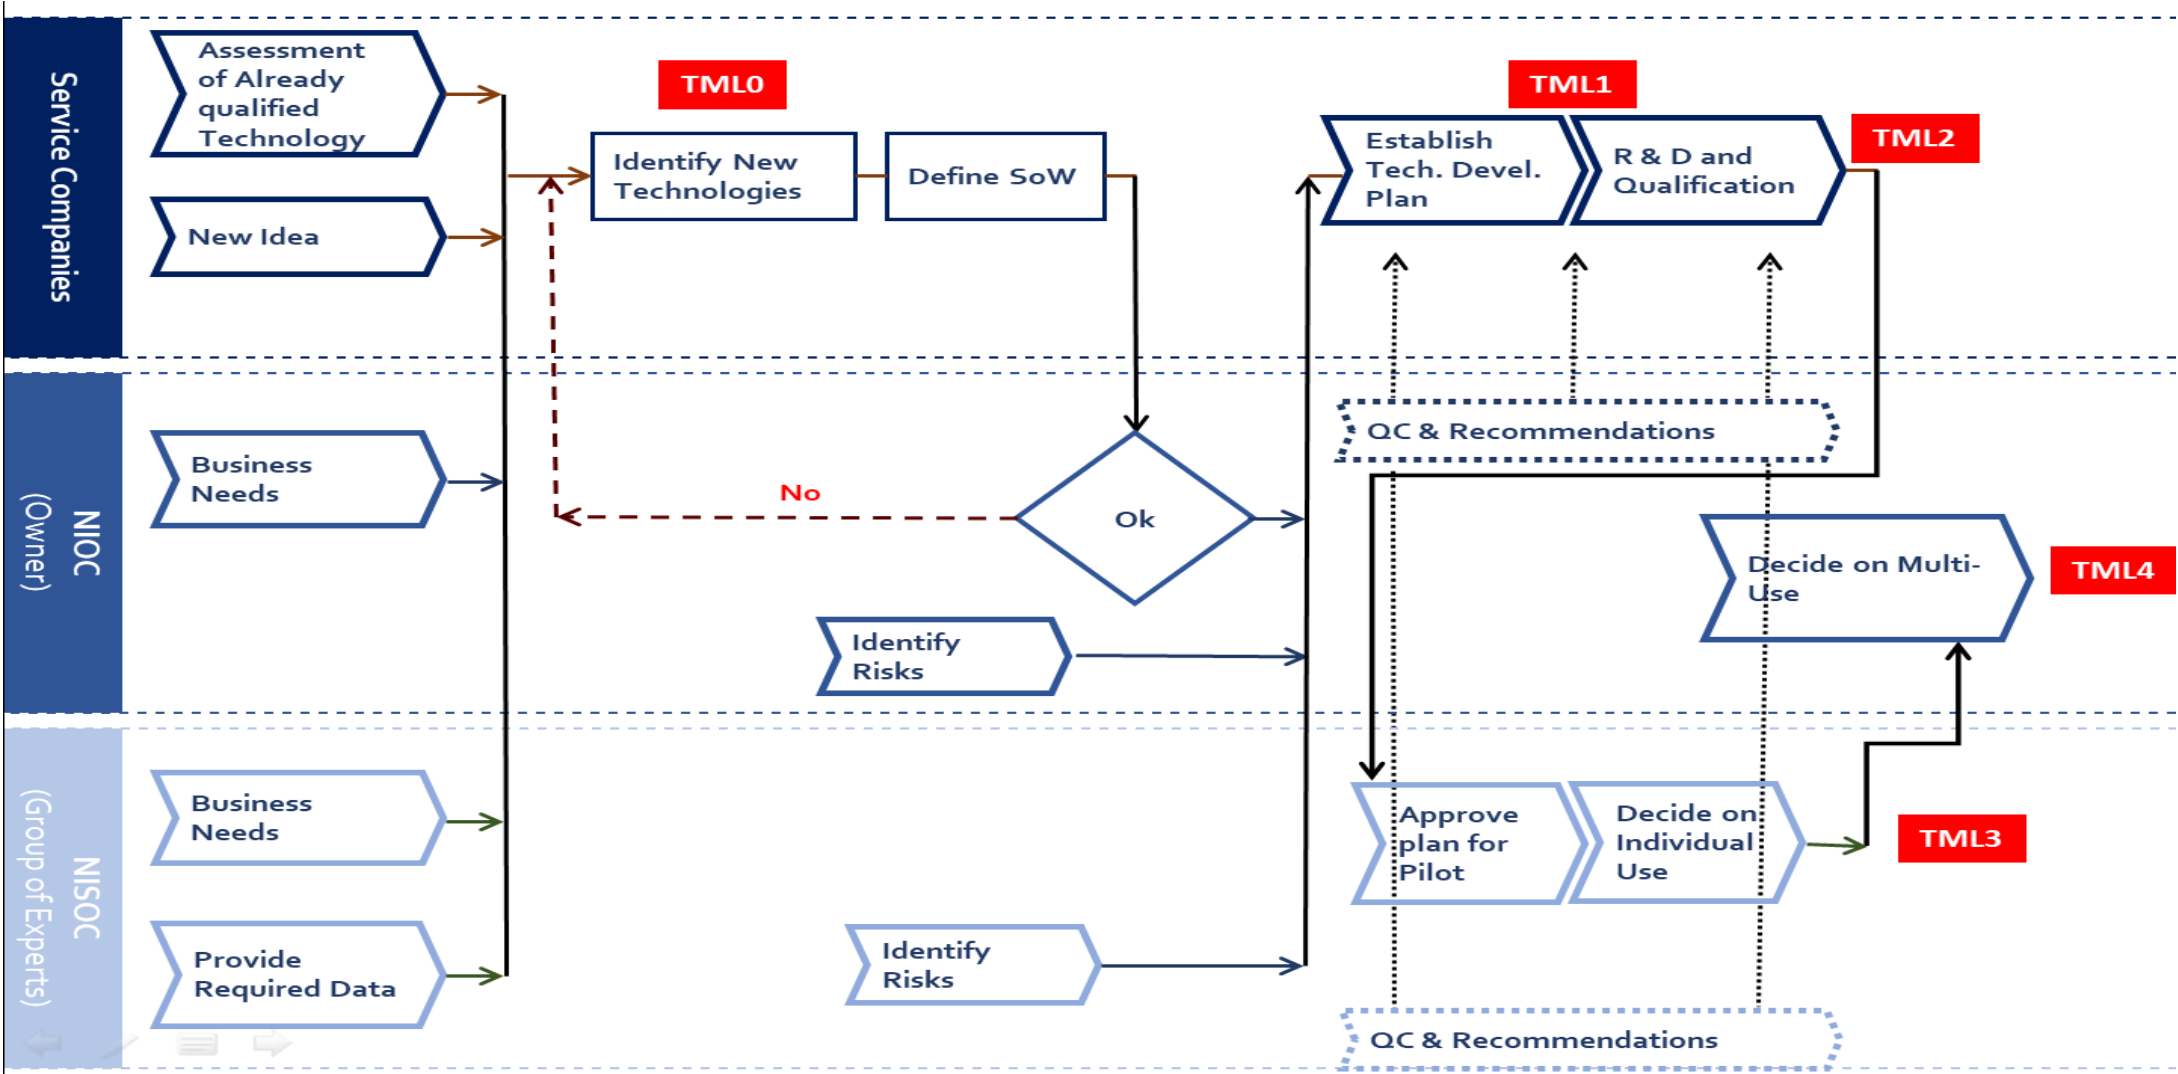 Service Companies
Assessment
of Already
qualified
Technology
New Idea
TML0
Identify New
Technologies
Define SoW
TML1
Establish
Tech. Devel.
Plan
R & D and
Qualification
TML2
NIOC
(Owner)
Business
Needs
No
Ok
Identify
Risks
QC & Recommendations
Decide on Multi-
Use
TML4
NISOC
(Group of Experts)
Business
Needs
Provide
Required Data
Identify
Risks
Approve
plan for
Pilot
Decide on
Individual
Use
TML3
QC & Recommendations